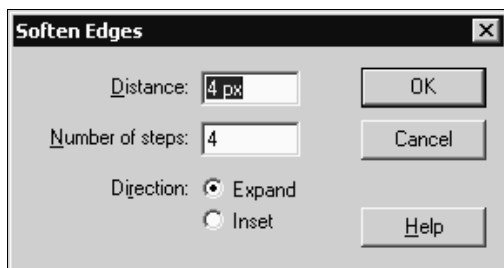 Soften Edges
Distance: 4 px OK
Number of steps: 4 Cancel
Direction: Expand
Inset Help